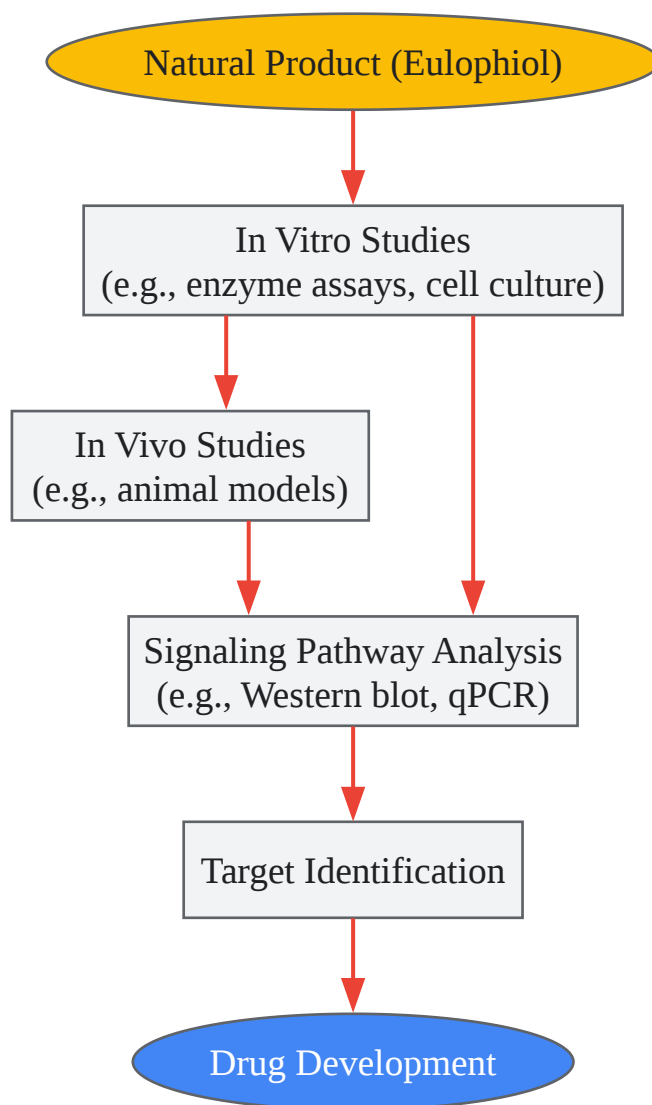 Natural Product (Eulophiol)
In Vitro Studies
(e.g., enzyme assays, cell culture)
In Vivo Studies
(e.g., animal models)
Signaling Pathway Analysis
(e.g., Western blot, qPCR)
Target Identification
Drug Development